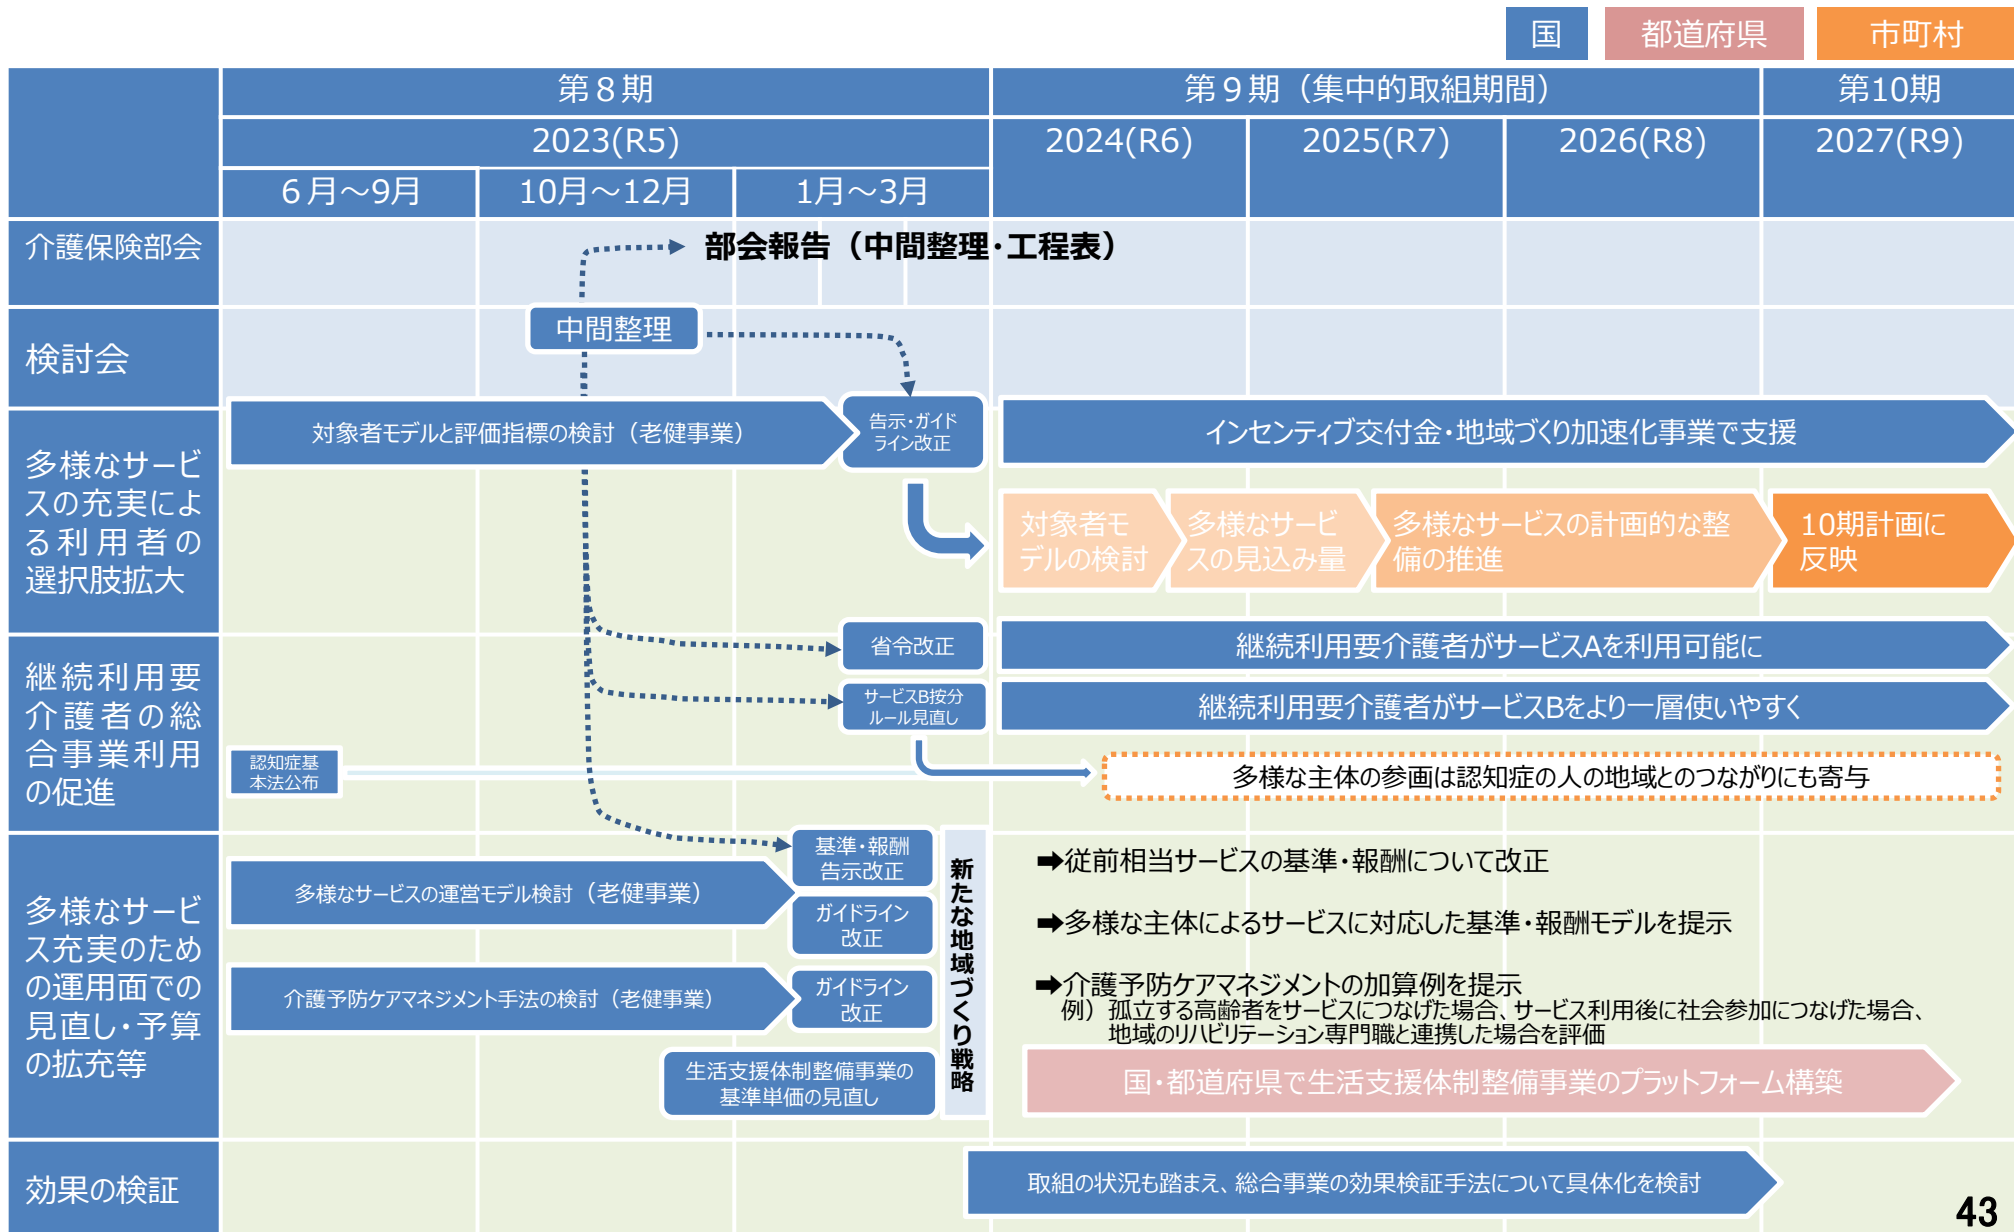 国
都道府県
市町村
第８期
第９期（集中的取組期間）
第10期
2023(R5)
2024(R6)
2025(R7)
2026(R8)
2027(R9)
６月～9月
10月～12月
1月～3月
介護保険部会
部会報告（中間整理・工程表）
検討会
中間整理
多様なサービ
スの充実によ
る利用者の
選択肢拡大
対象者モデルと評価指標の検討（老健事業）
告示・ガイド
ライン改正
インセンティブ交付金・地域づくり加速化事業で支援
対象者モ
デルの検討
多様なサービ
スの見込み量
多様なサービスの計画的な整
備の推進
10期計画に
反映
継続利用要
介護者の総
合事業利用
の促進
省令改正
継続利用要介護者がサービスAを利用可能に
サービスB按分
ルール見直し
継続利用要介護者がサービスBをより一層使いやすく
認知症基
本法公布
多様な主体の参画は認知症の人の地域とのつながりにも寄与
多様なサービ
ス充実のため
の運用面での
見直し・予算
の拡充等
多様なサービスの運営モデル検討（老健事業）
基準・報酬
告示改正
ガイドライン
改正
介護予防ケアマネジメント手法の検討（老健事業）
ガイドライン
改正
生活支援体制整備事業の
基準単価の見直し
新たな地域づくり戦略
➡従前相当サービスの基準・報酬について改正
➡多様な主体によるサービスに対応した基準・報酬モデルを提示
➡介護予防ケアマネジメントの加算例を提示
例）孤立する高齢者をサービスにつなげた場合、サービス利用後に社会参加につなげた場合、
地域のリハビリテーション専門職と連携した場合を評価
国・都道府県で生活支援体制整備事業のプラットフォーム構築
効果の検証
取組の状況も踏まえ、総合事業の効果検証手法について具体化を検討
43